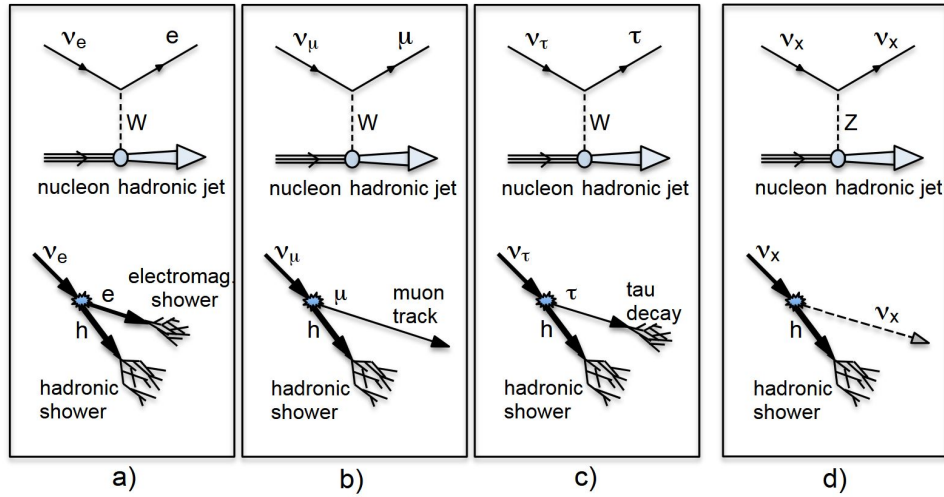 νe e
W
nucleon hadronic jet
νe
electromag.
shower
e
h
hadronic
shower
a)
νμ μ
W
nucleon hadronic jet
νμ
μ
muon
track
h
hadronic
shower
b)
ντ τ
W
nucleon hadronic jet
ντ
τ
tau
decay
h
hadronic
shower
c)
νx νx
Z
nucleon hadronic jet
νx
νx
h
hadronic
shower
d)